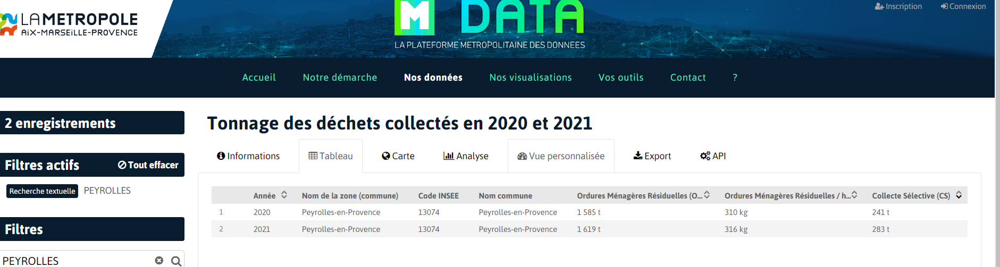 LAMETROPOLE
AIX-MARSEILLE-PROVENCE
M DATA
LA PLATEFORME METROPOLITAINE DES DONNEES
Inscription Connexion
Accueil Notre démarche Nos données Nos visualisations Vos outils Contact ?
2 enregistrements
Filtres actifs Tout effacer
Recherche textuelle PEYROLLES
Filtres
PEYROLLES
Tonnage des déchets collectés en 2020 et 2021
Informations Tableau Carte Analyse Vue personnalisée Export API
Année Nom de la zone (commune) Code INSEE Nom commune Ordures Ménagères Résiduelles (O... Ordures Ménagères Résiduelles / h... Collecte Sélective (CS)
1 2020 Peyrolles-en-Provence 13074 Peyrolles-en-Provence 1 585 t 310 kg 241 t
2 2021 Peyrolles-en-Provence 13074 Peyrolles-en-Provence 1 619 t 316 kg 283 t